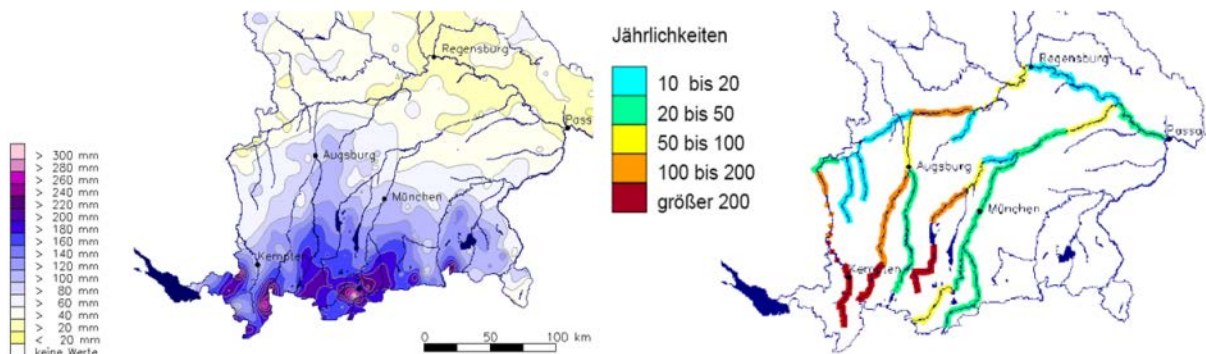 > 300 mm
> 280 mm
> 260 mm
> 240 mm
> 220 mm
> 200 mm
> 180 mm
> 160 mm
> 140 mm
> 120 mm
> 100 mm
> 80 mm
> 60 mm
> 40 mm
> 20 mm
< 20 mm
keine Werte
Regensburg
Pass
Augsburg
München
Kempten
0 50 100 km
Jährlichkeiten
10 bis 20
20 bis 50
50 bis 100
100 bis 200
größer 200
Regensburg
Passa
Augsburg
München
Kempten